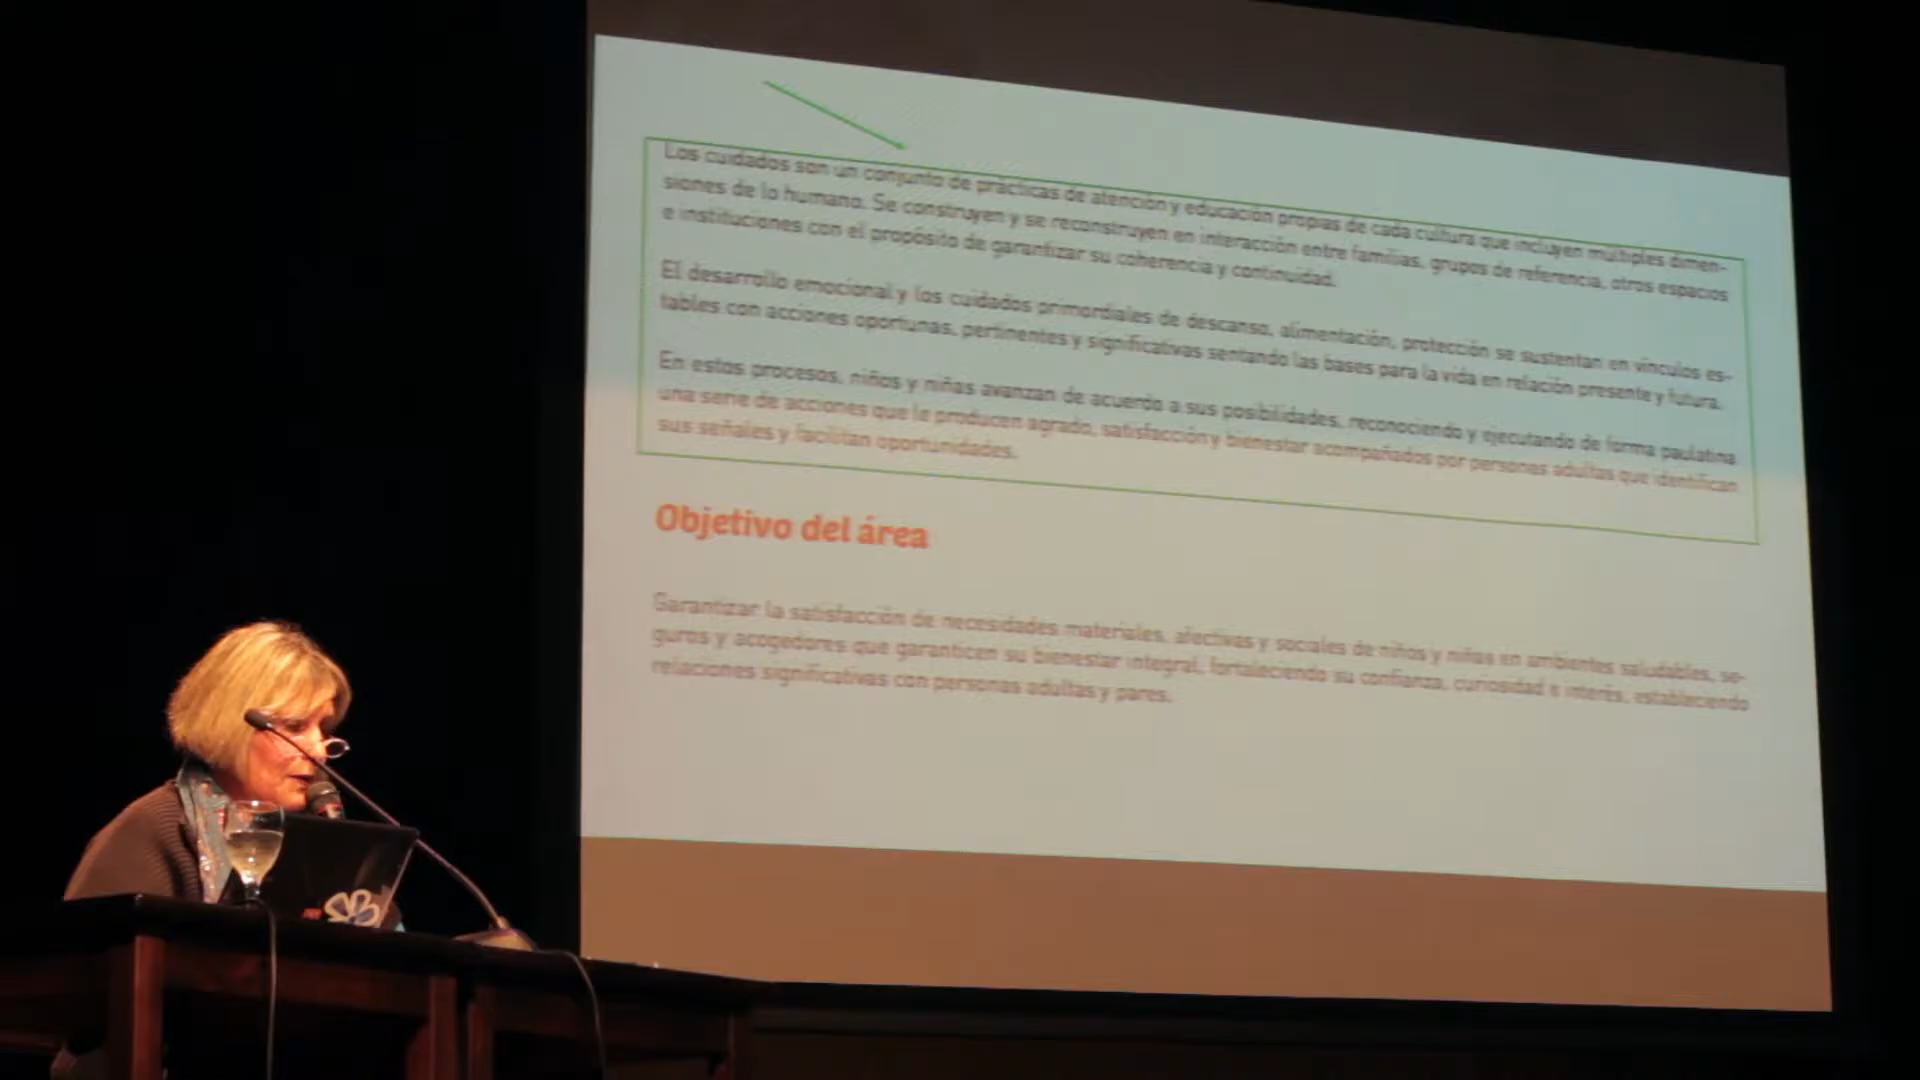 Los cuidados son un conjunto de prácticas de atención y educación propias de cada cultura que incluyen múltiples dimen-
siones de lo humano. Se construyen y se reconstruyen en interacción entre familias, grupos de referencia, otros espacios
e instituciones con el propósito de garantizar su coherencia y continuidad.
El desarrollo emocional y los cuidados primordiales de descanso, alimentación, protección se sustentan en vínculos es-
tables con acciones oportunas, pertinentes y significativas sentando las bases para la vida en relación presente y futura.
En estos procesos, niños y niñas avanzan de acuerdo a sus posibilidades, reconociendo y ejecutando de forma paulatina
una serie de acciones que le producen agrado, satisfacción y bienestar acompañados por personas adultas que identifican
sus señales y facilitan oportunidades.
Objetivo del área
Garantizar la satisfacción de necesidades materiales, afectivas y sociales de niños y niñas en ambientes saludables, se-
guros y acogedores que garanticen su bienestar integral, fortaleciendo su confianza, curiosidad e interés, estableciendo
relaciones significativas con personas adultas y pares.